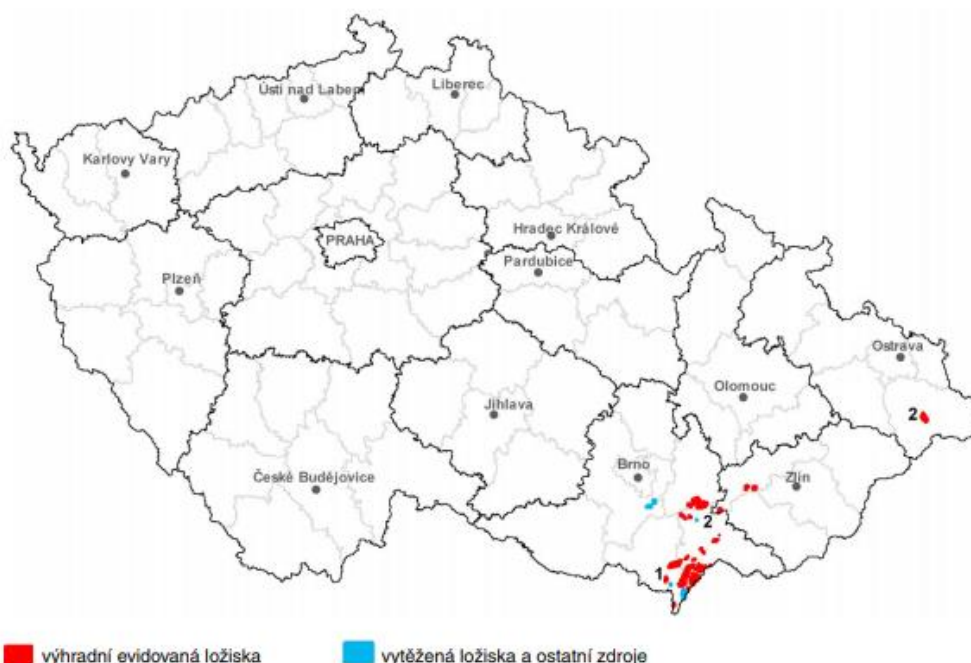 Ústí nad Labem
Liberec
Karlovy Vary
Hradec Králové
PRAHA
Pardubice
Plzeň
Ostrava
Olomouc
Jihlava
2
Brno
České Budějovice
Zlín
2
1
výhradní evidovaná ložiska
vytěžená ložiska a ostatní zdroje